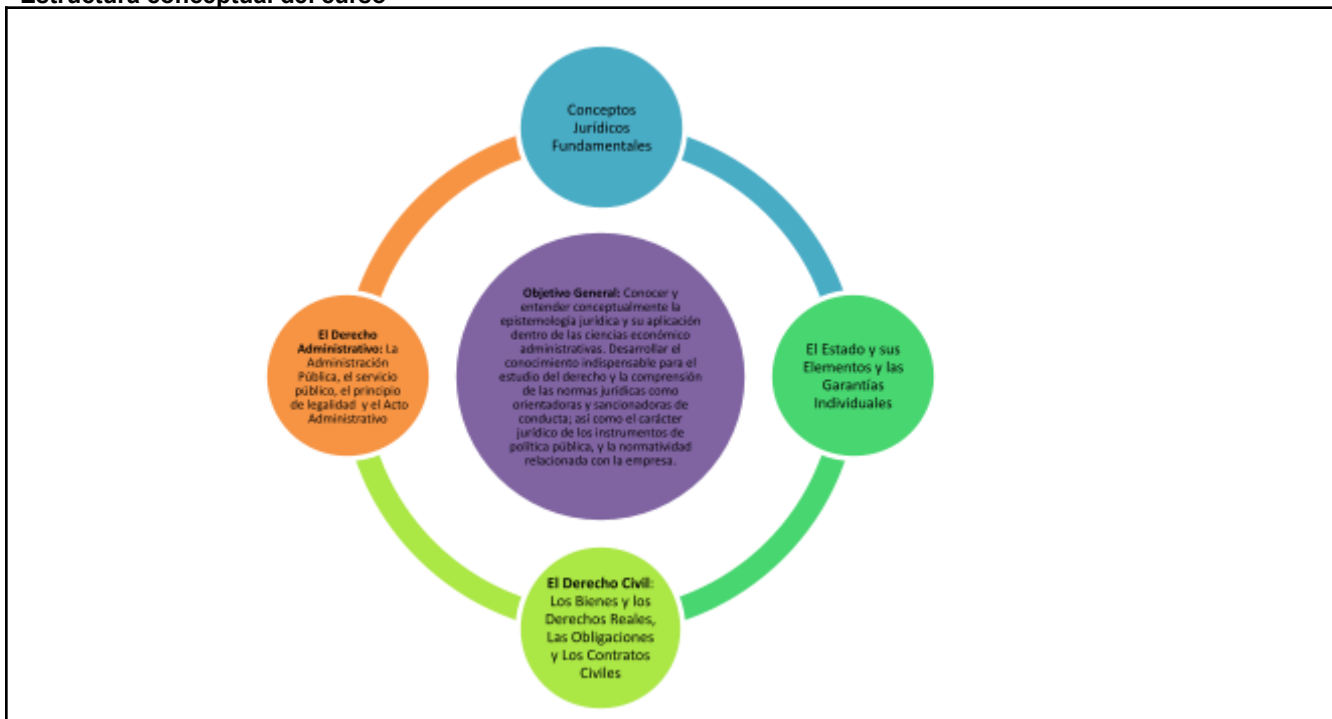 Estructura conceptual del curso
Conceptos
Jurídicos
Fundamentales
Objetivo General: Conocer y
entender conceptualmente la
epistemología jurídica y su aplicación
dentro de las ciencias económico
administrativas. Desarrollar el
conocimiento indispensable para el
estudio del derecho y la comprensión
de las normas jurídicas como
orientadoras y sancionadoras de
conducta; así como el carácter
jurídico de los instrumentos de
política pública, y la normatividad
relacionada con la empresa.
El Derecho
Administrativo: La
Administración
Pública, el servicio
público, el principio
de legalidad y el Acto
Administrativo
El Estado y sus
Elementos y las
Garantías
Individuales
El Derecho Civil:
Los Bienes y los
Derechos Reales,
Las Obligaciones
y Los Contratos
Civiles